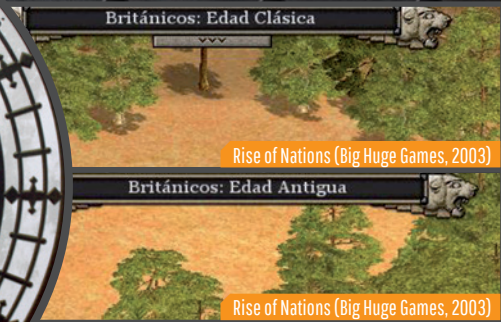 Británicos: Edad Clásica
Rise of Nations (Big Huge Games, 2003)
Británicos: Edad Antigua
Rise of Nations (Big Huge Games, 2003)